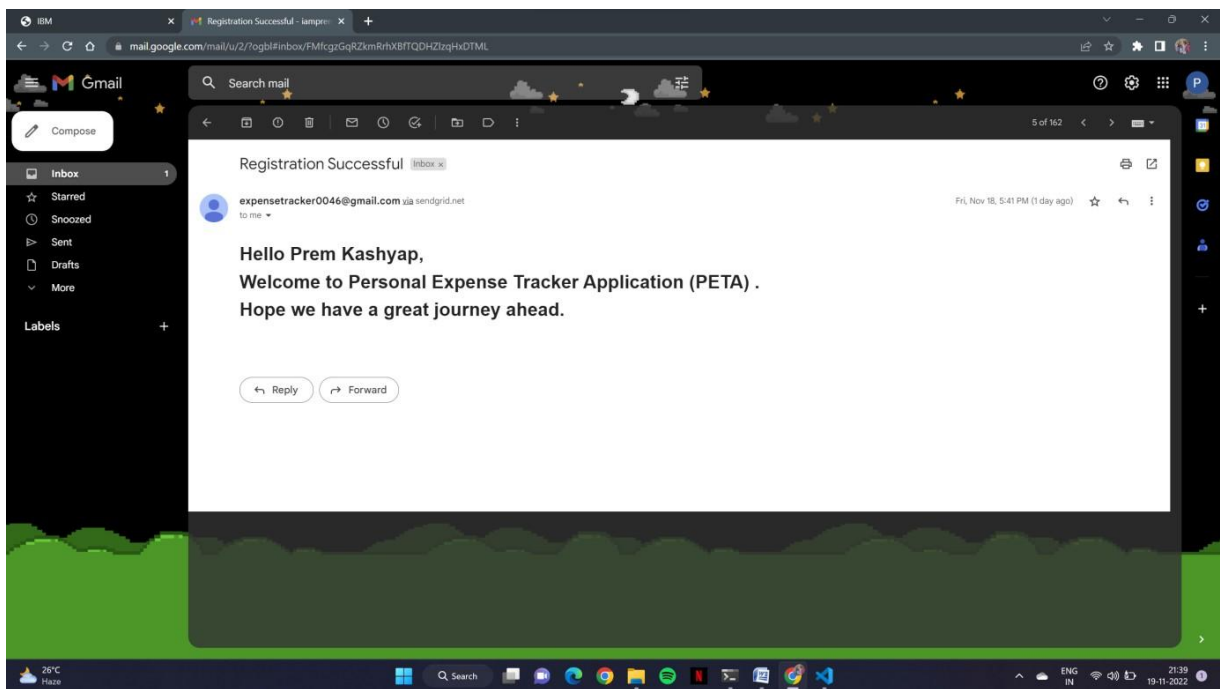 IBM
Registration Successful - iampre
mail.google.com/mail/u/2/?ogbl#inbox/FMfcgzGqRZkmRrhXBfTQDHZlzqHxDTML
Gmail
Search mail
P
Compose
5 of 162
Inbox 1
Starred
Snoozed
Sent
Drafts
More
Labels +
Registration Successful Inbox x
expensetracker0046@gmail.com via sendgrid.net
Fri, Nov 18, 5:41 PM (1 day ago)
to me
Hello Prem Kashyap,
Welcome to Personal Expense Tracker Application (PETA) .
Hope we have a great journey ahead.
Reply
Forward
26°C
Haze
Search
ENG
IN
21:39
19-11-2022
1